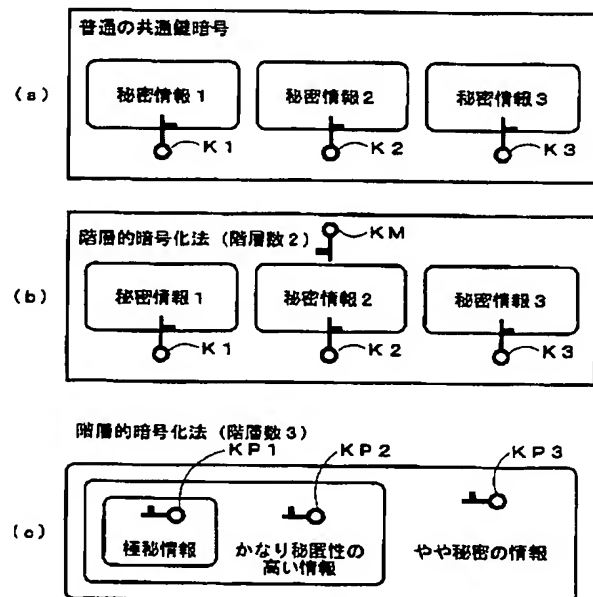 普通の共通鍵暗号
(a)
秘密情報1
秘密情報2
秘密情報3
K1
K2
K3
階層的暗号化法（階層数2）
KM
(b)
秘密情報1
秘密情報2
秘密情報3
K1
K2
K3
階層的暗号化法（階層数3）
KP1
KP2
KP3
(c)
極秘情報
かなり秘匿性の
高い情報
やや秘密の情報